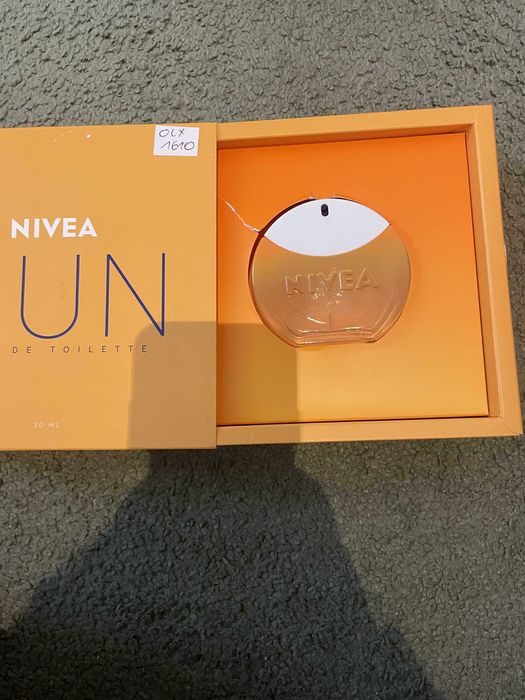 OLX
1610
NIVEA
UN
DE TOILETTE
30 ML
NIVEA